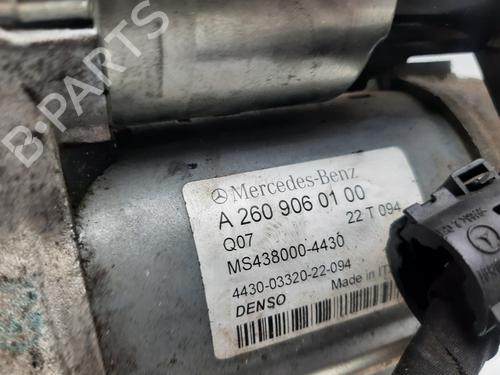 B-PARTS
Mercedes-Benz
A 260 906 01 00
Q07 22 T 094
MS438000-4430
4430-03320-22-094
DENSO Made in IT